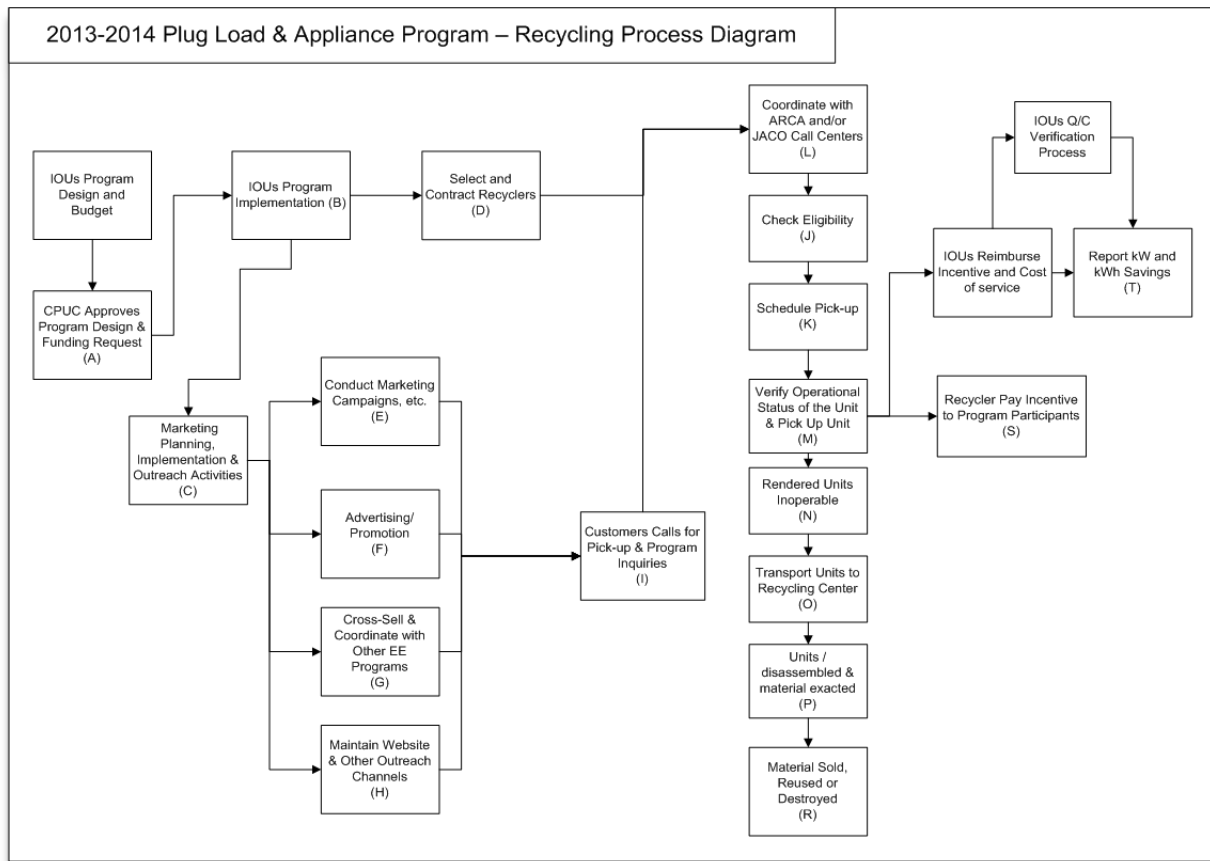 2013-2014 Plug Load & Appliance Program – Recycling Process Diagram
IOUs Program
Design and
Budget
CPUC Approves
Program Design &
Funding Request
(A)
IOUs Program
Implementation (B)
Select and
Contract Recyclers
(D)
Marketing
Planning,
Implementation &
Outreach Activities
(C)
Conduct Marketing
Campaigns, etc.
(E)
Advertising/
Promotion
(F)
Cross-Sell &
Coordinate with
Other EE
Programs
(G)
Maintain Website
& Other Outreach
Channels
(H)
Customers Calls for
Pick-up & Program
Inquiries
(I)
Coordinate with
ARCA and/or
JACO Call Centers
(L)
Check Eligibility
(J)
Schedule Pick-up
(K)
Verify Operational
Status of the Unit
& Pick Up Unit
(M)
Rendered Units
Inoperable
(N)
Transport Units to
Recycling Center
(O)
Units /
disassembled &
material exacted
(P)
Material Sold,
Reused or
Destroyed
(R)
IOUs Q/C
Verification
Process
IOUs Reimburse
Incentive and Cost
of service
Report kW and
kWh Savings
(T)
Recycler Pay Incentive
to Program Participants
(S)